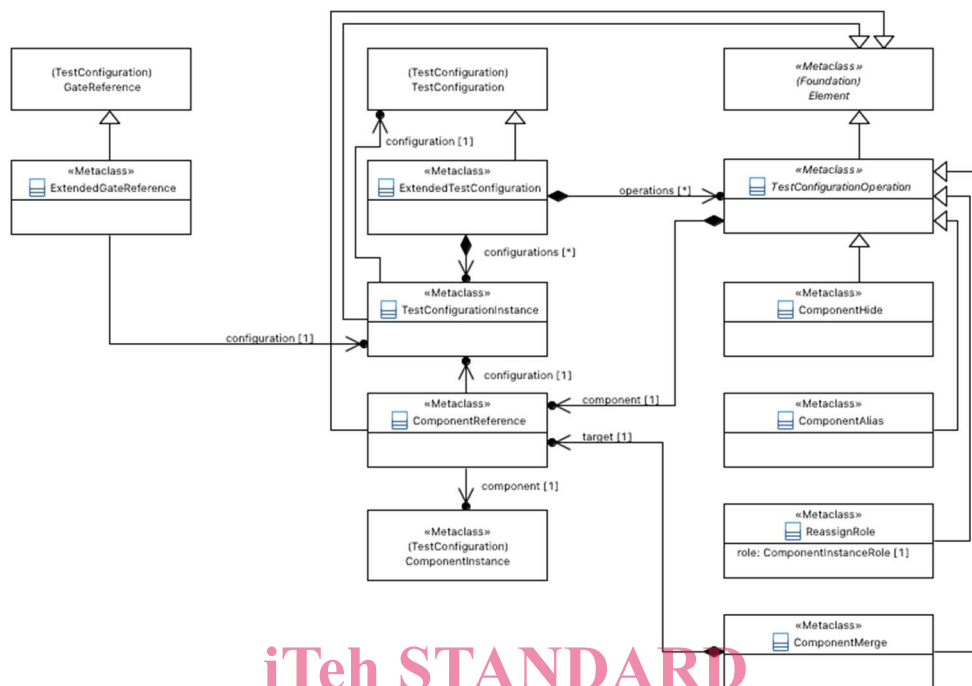 (TestConfiguration)
GateReference
(TestConfiguration)
TestConfiguration
«Metaclass»
(Foundation)
Element
configuration [1]
«Metaclass»
ExtendedGateReference
«Metaclass»
ExtendedTestConfiguration
operations [*]
«Metaclass»
TestConfigurationOperation
configurations [*]
«Metaclass»
TestConfigurationInstance
«Metaclass»
ComponentHide
configuration [1]
configuration [1]
«Metaclass»
ComponentReference
component [1]
«Metaclass»
ComponentAlias
target [1]
component [1]
«Metaclass»
(TestConfiguration)
ComponentInstance
«Metaclass»
ReassignRole
role: ComponentInstanceRole [1]
«Metaclass»
ComponentMerge
iTeh STANDARD